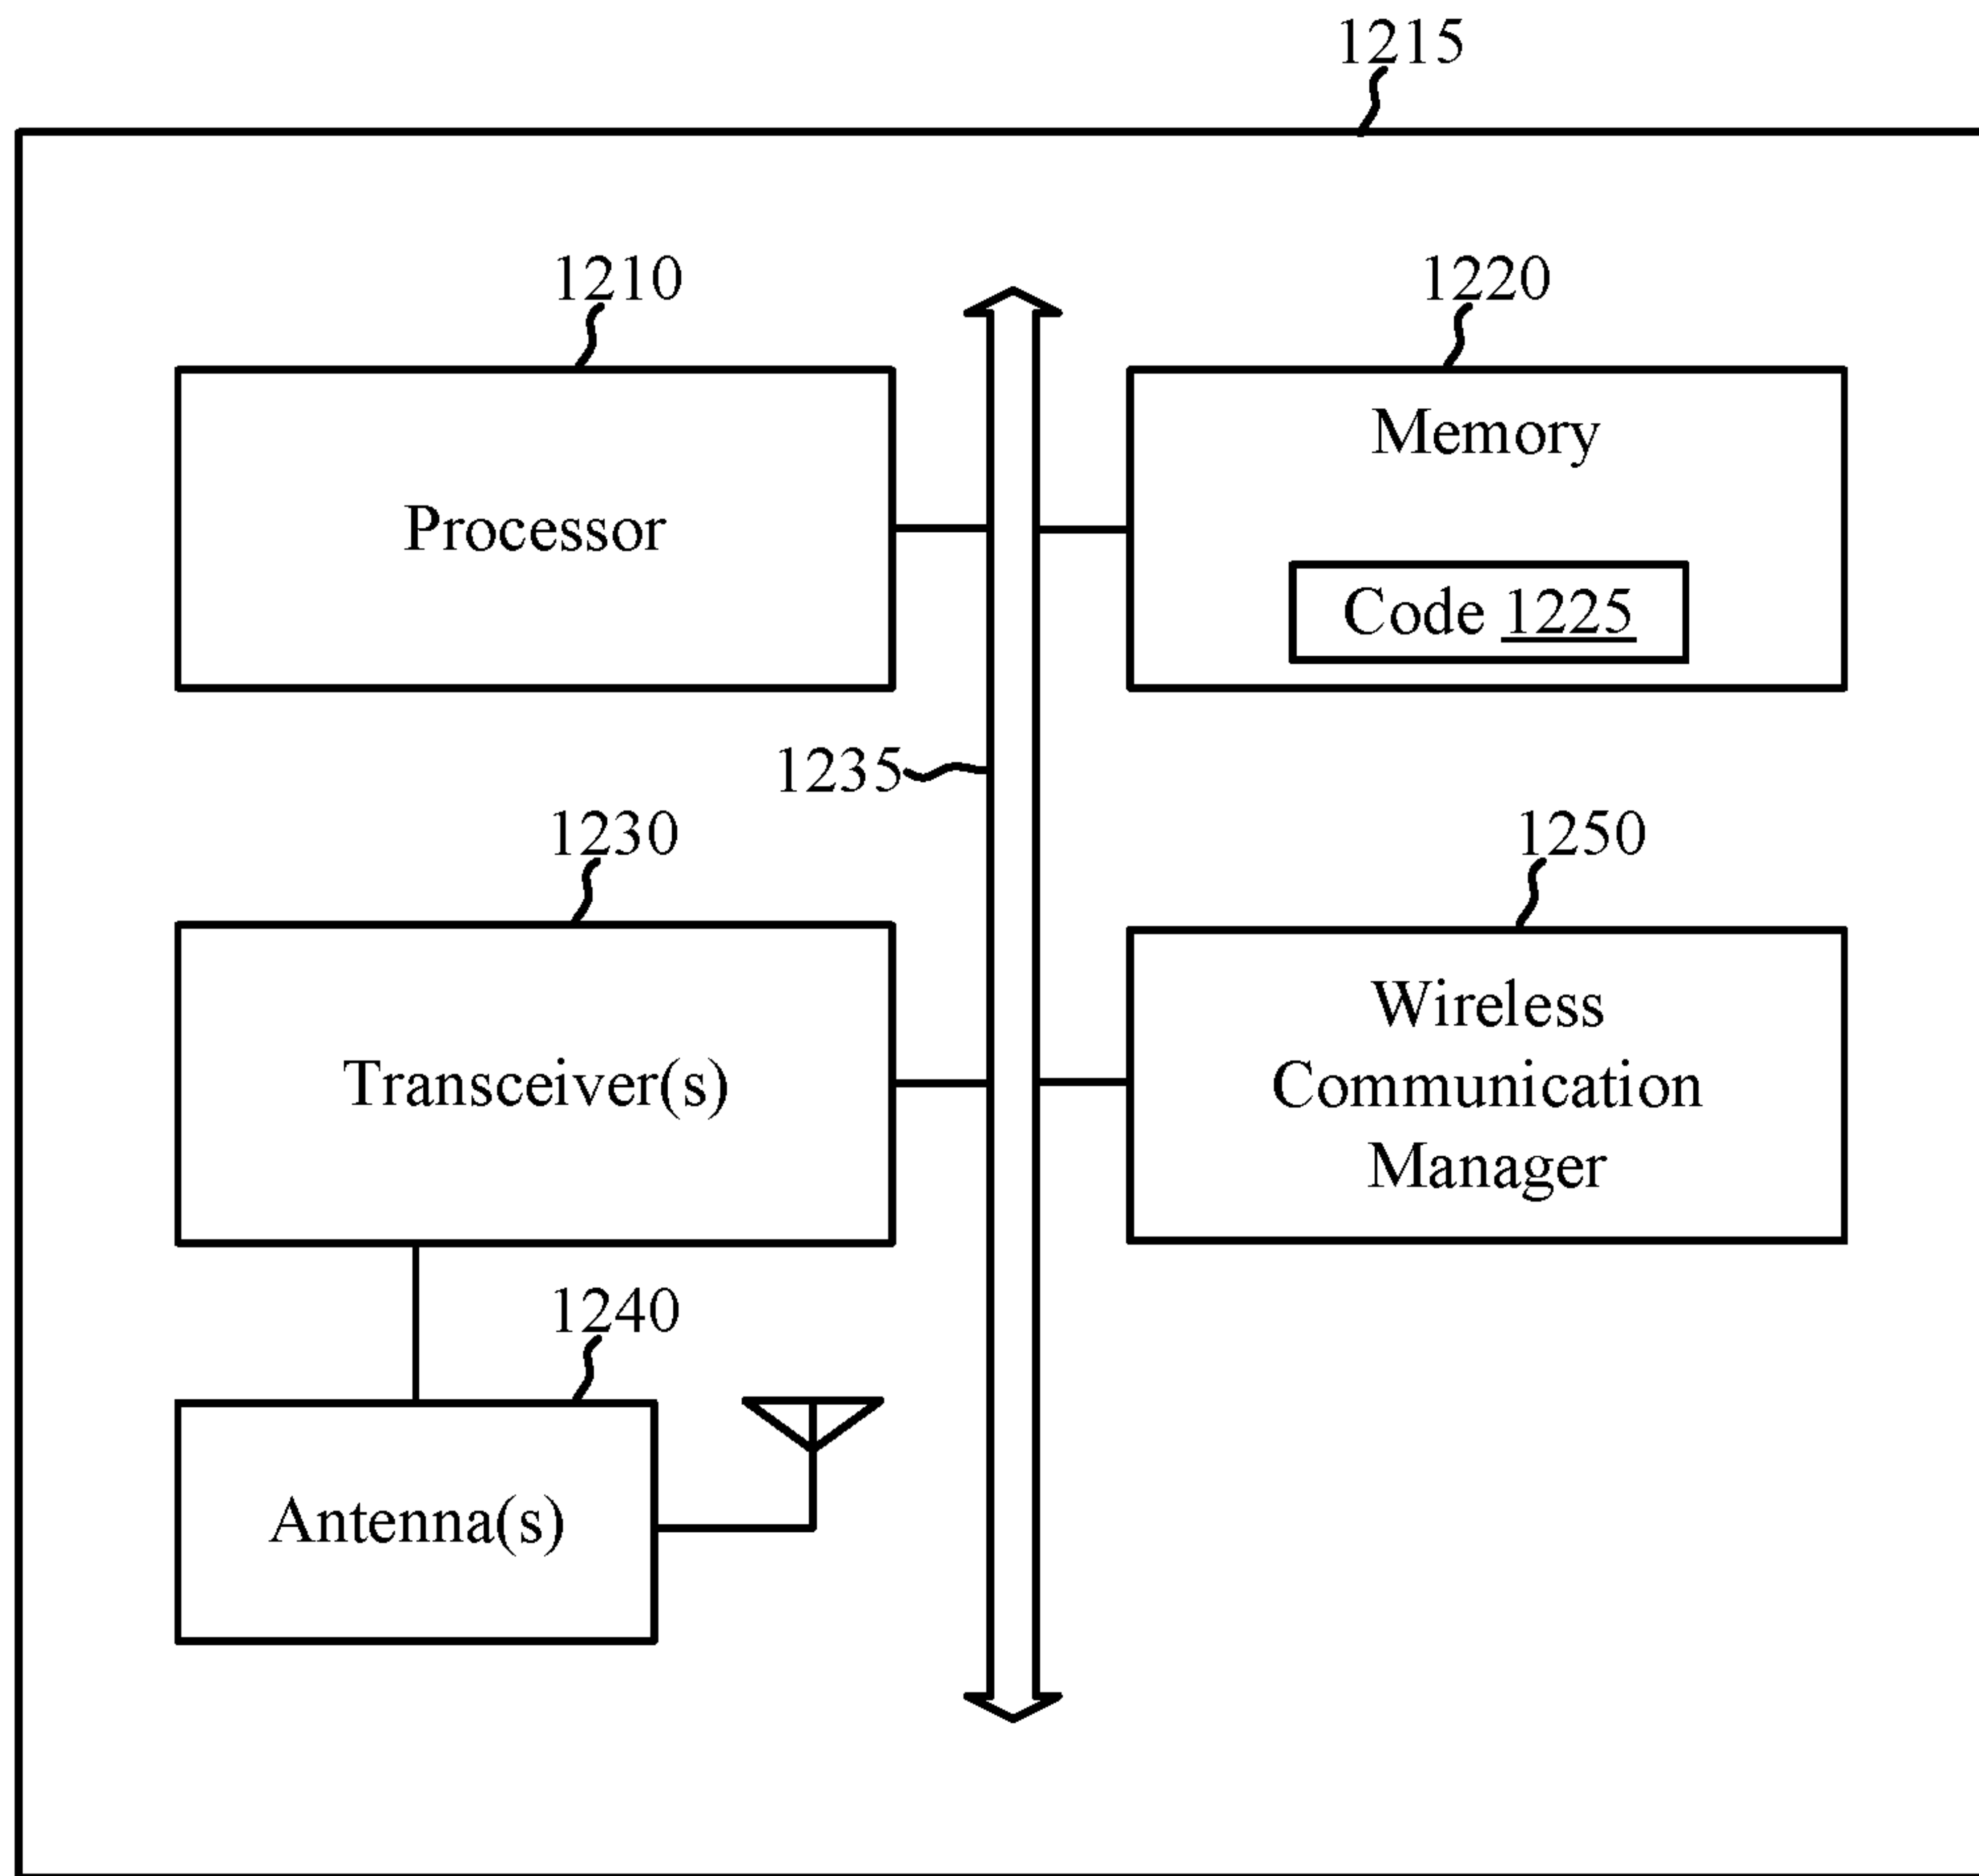 1215
1210
1220
Processor
Memory
Code 1225
1235
1230
1250
Transceiver(s)
Wireless
Communication
Manager
1240
Antenna(s)